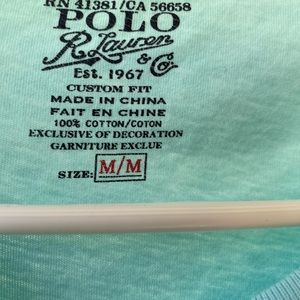 RN 41381/CA 56658
POLO
R. Lauren
& Co.
EST. 1967
CUSTOM FIT
MADE IN CHINA
FAIT EN CHINE
100% COTTON/COTON
EXCLUSIVE OF DECORATION
GARNITURE EXCLUE
SIZE: M/M